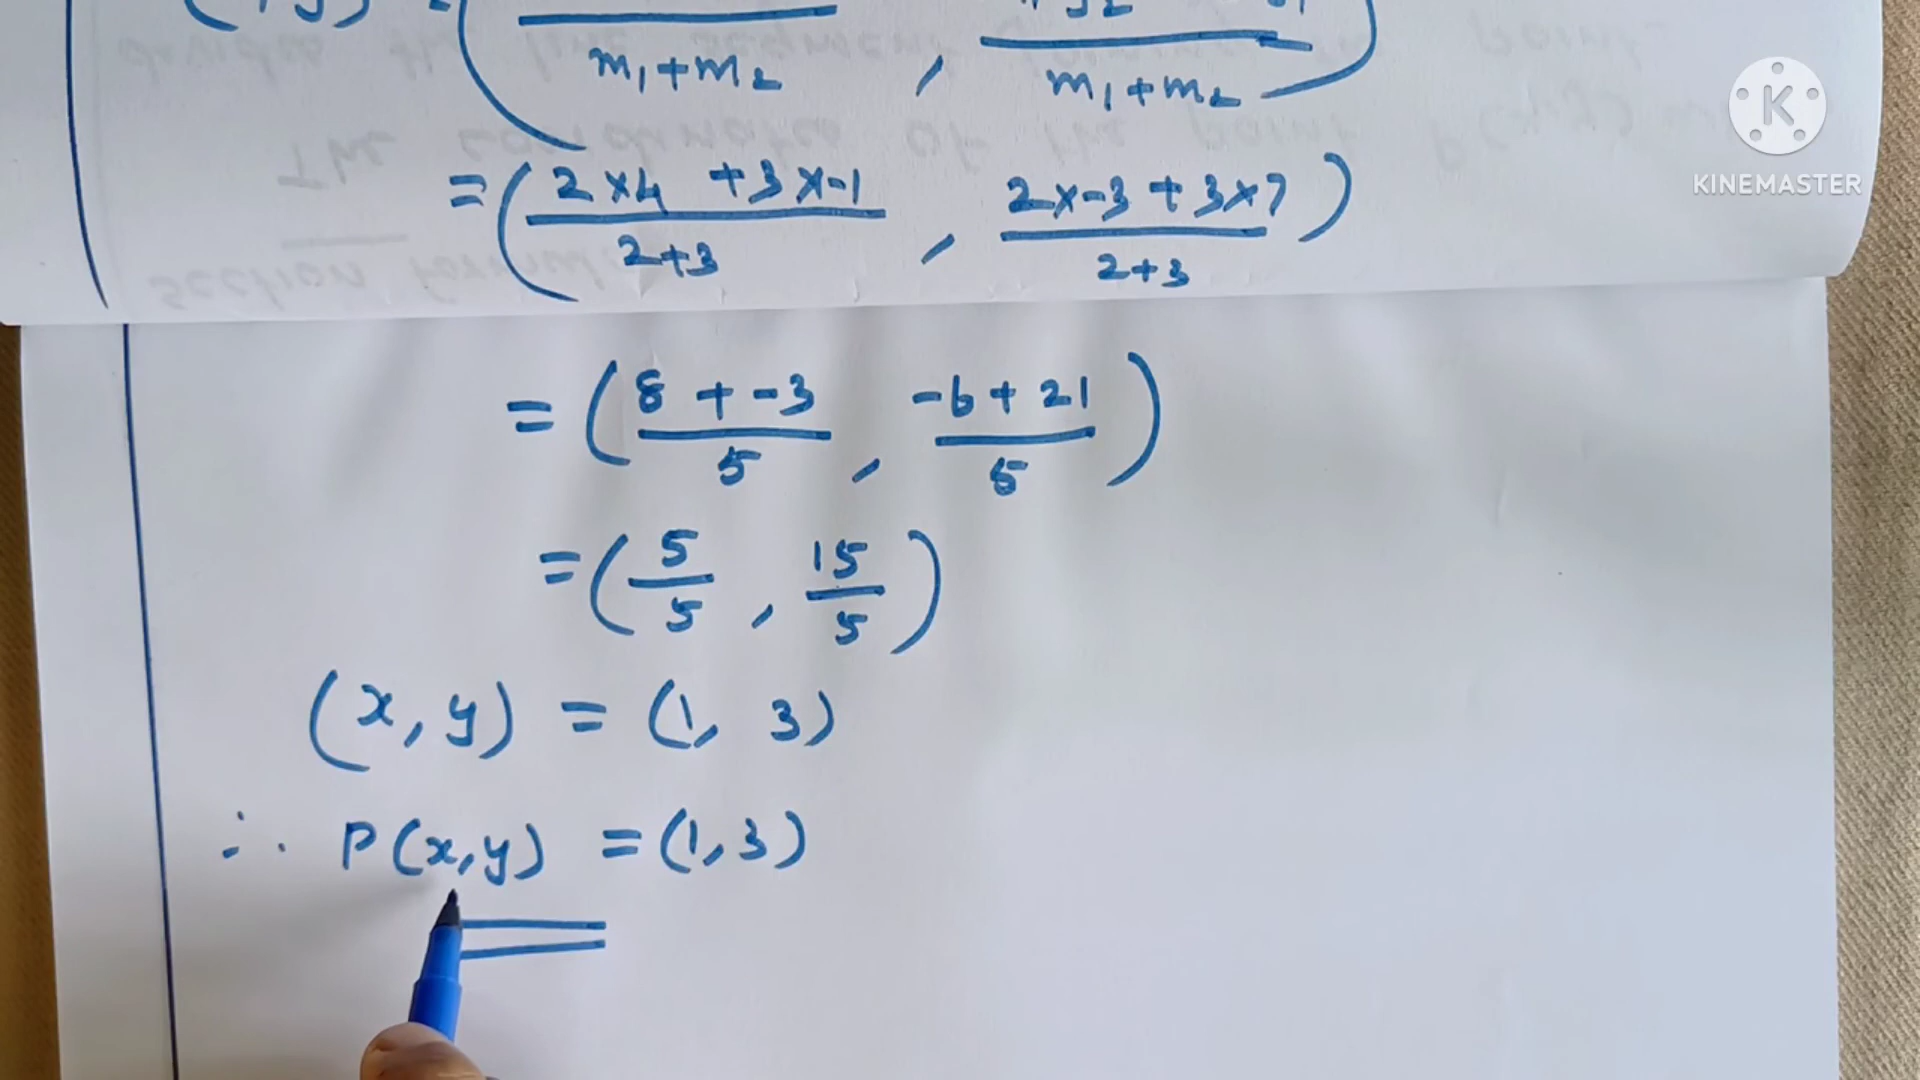 m₁+m₂ , m₁+m₂
= (2×4 +3×-1 / 2+3 , 2×-3+3×7 / 2+3)
= (8 + -3 / 5 , -6+21 / 5)
= (5/5 , 15/5)
(x, y) = (1, 3)
∴ P(x,y) = (1,3)
KINEMASTER